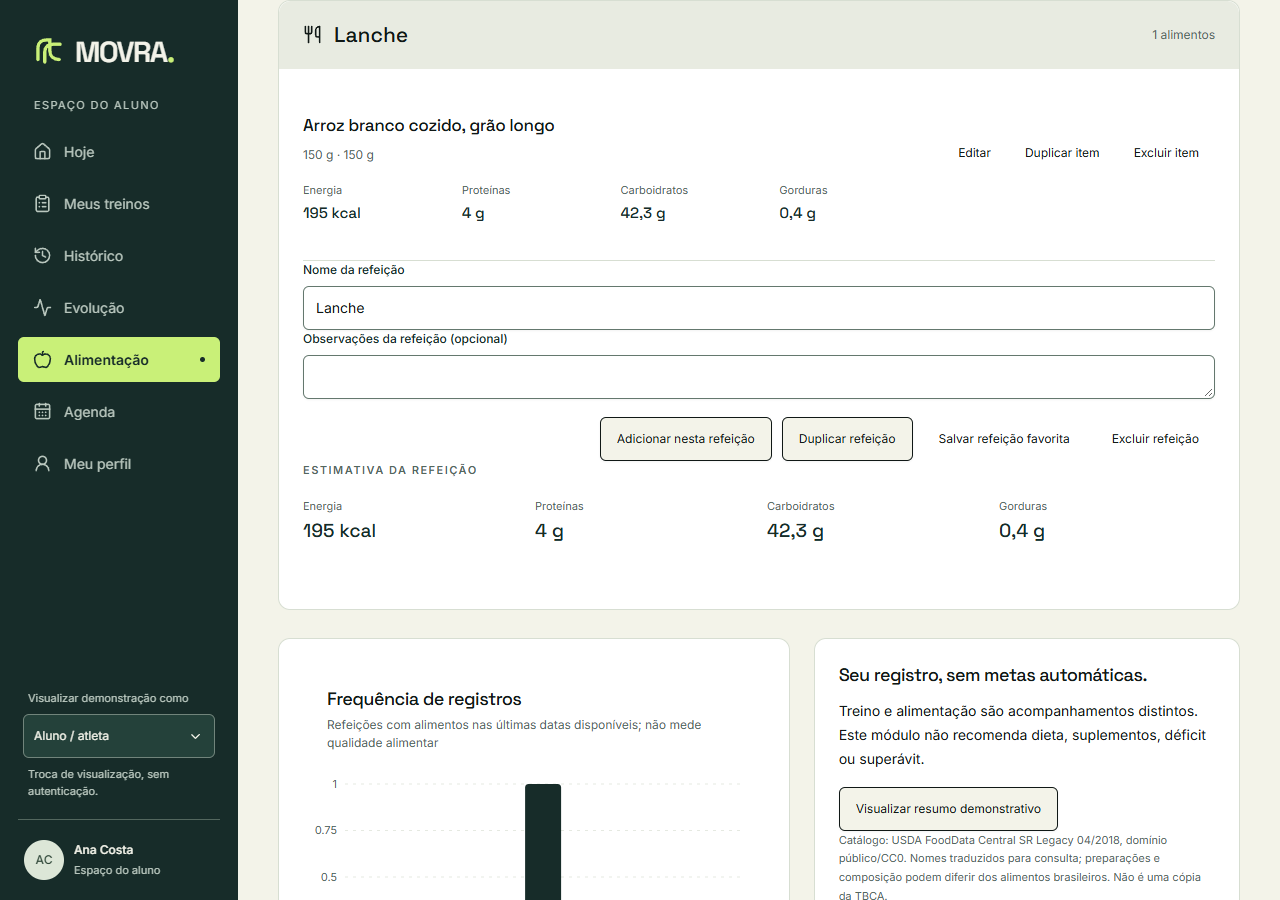 MOVRA.
ESPAÇO DO ALUNO
Hoje
Meus treinos
Histórico
Evolução
Alimentação
Agenda
Meu perfil
Visualizar demonstração como
Aluno / atleta
Troca de visualização, sem
autenticação.
AC
Ana Costa
Espaço do aluno
Lanche
1 alimentos
Arroz branco cozido, grão longo
150 g · 150 g
Editar
Duplicar item
Excluir item
Energia
Proteínas
Carboidratos
Gorduras
195 kcal
4 g
42,3 g
0,4 g
Nome da refeição
Lanche
Observações da refeição (opcional)
Adicionar nesta refeição
Duplicar refeição
Salvar refeição favorita
Excluir refeição
ESTIMATIVA DA REFEIÇÃO
Energia
Proteínas
Carboidratos
Gorduras
195 kcal
4 g
42,3 g
0,4 g
Frequência de registros
Refeições com alimentos nas últimas datas disponíveis; não mede
qualidade alimentar
1
0.75
0.5
Seu registro, sem metas automáticas.
Treino e alimentação são acompanhamentos distintos.
Este módulo não recomenda dieta, suplementos, déficit
ou superávit.
Visualizar resumo demonstrativo
Catálogo: USDA FoodData Central SR Legacy 04/2018, domínio
público/CC0. Nomes traduzidos para consulta; preparações e
composição podem diferir dos alimentos brasileiros. Não é uma cópia
da TBCA.